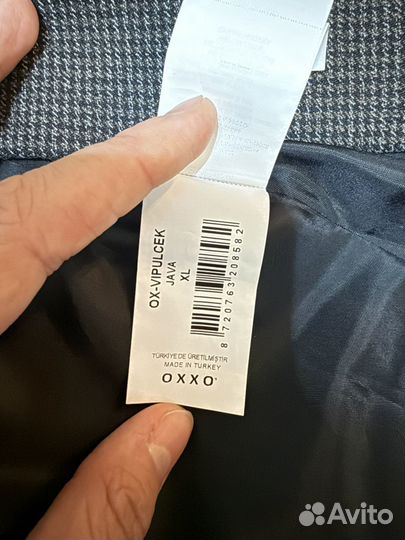 OX-VIPULCEK
JAVA
XL
8 720763 208582
TÜRKİYE'DE ÜRETİLMİŞTİR
MADE IN TURKEY
OXXO
Avito